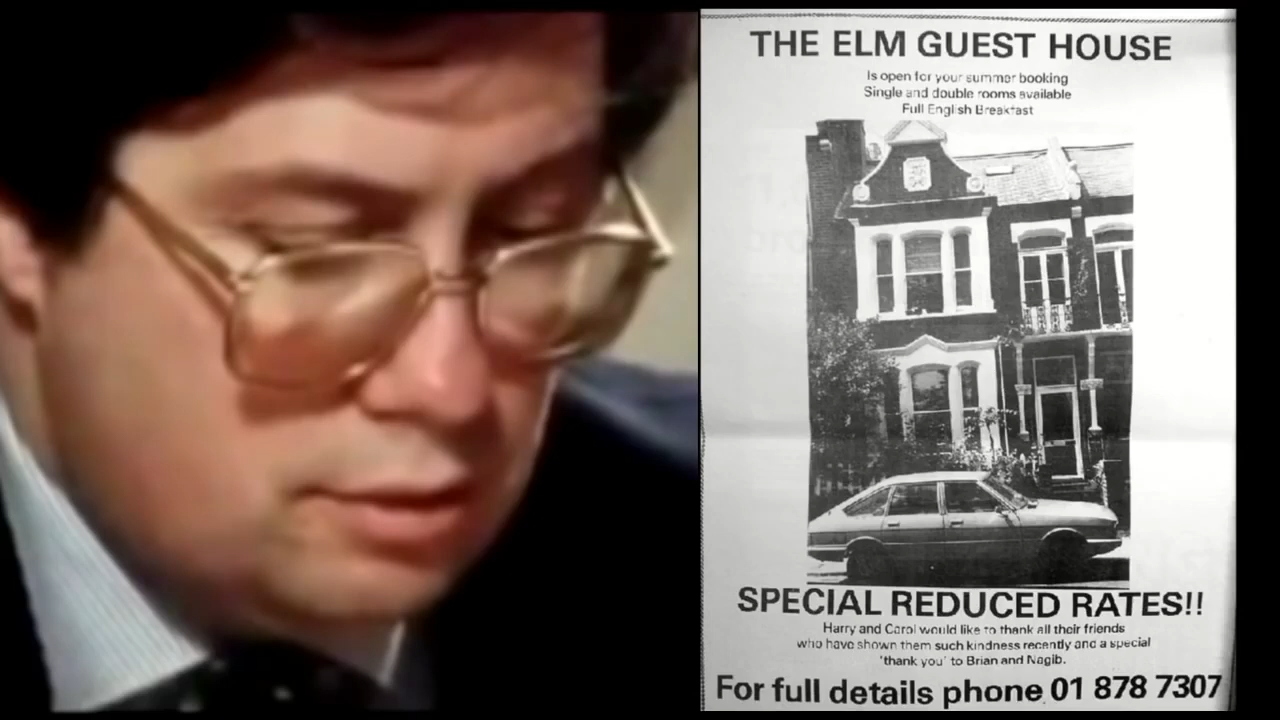 THE ELM GUEST HOUSE
Is open for your summer booking
Single and double rooms available
Full English Breakfast
SPECIAL REDUCED RATES!!
Harry and Carol would like to thank all their friends
who have shown them such kindness recently and a special
'thank you' to Brian and Nagib.
For full details phone 01 878 7307